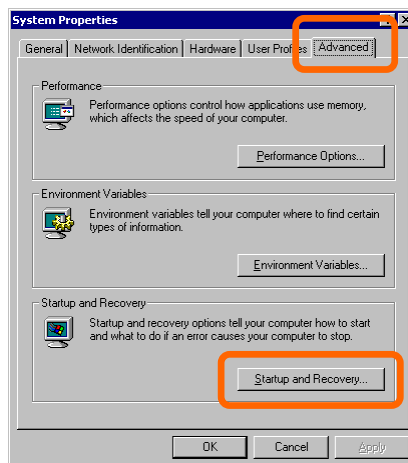 System Properties
General Network Identification Hardware User Profiles Advanced
Performance
Performance options control how applications use memory,
which affects the speed of your computer.
Performance Options...
Environment Variables
Environment variables tell your computer where to find certain
types of information.
Environment Variables...
Startup and Recovery
Startup and recovery options tell your computer how to start
and what to do if an error causes your computer to stop.
Startup and Recovery...
OK Cancel Apply